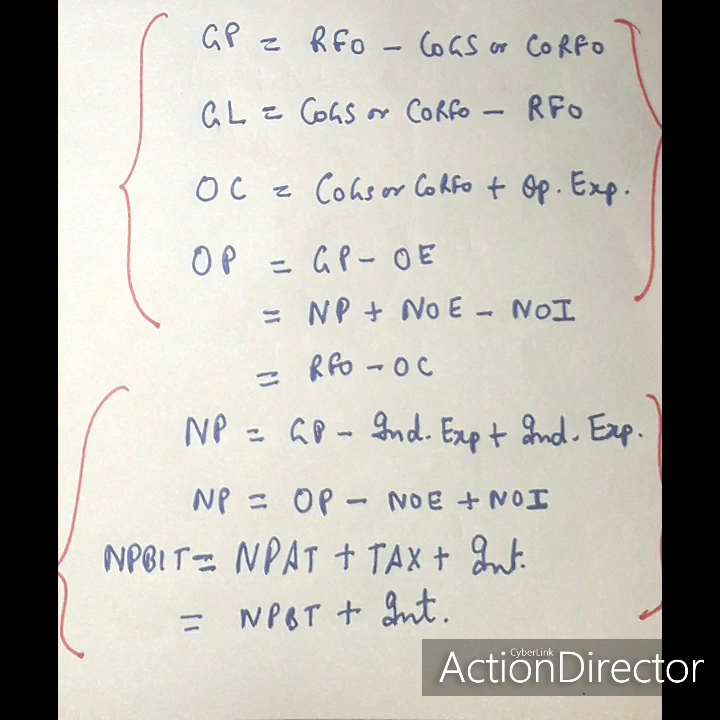 GP = RFO - COGS or CORFO
GL = COGS or CORFO - RFO
OC = COGS or CORFO + Op. Exp.
OP = GP - OE
= NP + NOE - NOI
= RFO - OC
NP = GP - Ind. Exp + Ind. Exp.
NP = OP - NOE + NOI
NPBIT = NPAT + TAX + Int.
= NPBT + Int.
CyberLink
ActionDirector